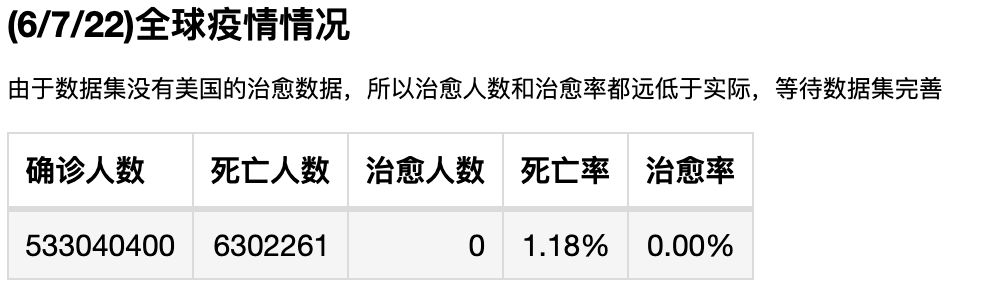 (6/7/22)全球疫情情况
由于数据集没有美国的治愈数据，所以治愈人数和治愈率都远低于实际，等待数据集完善
确诊人数 死亡人数 治愈人数 死亡率 治愈率
533040400 6302261 0 1.18% 0.00%